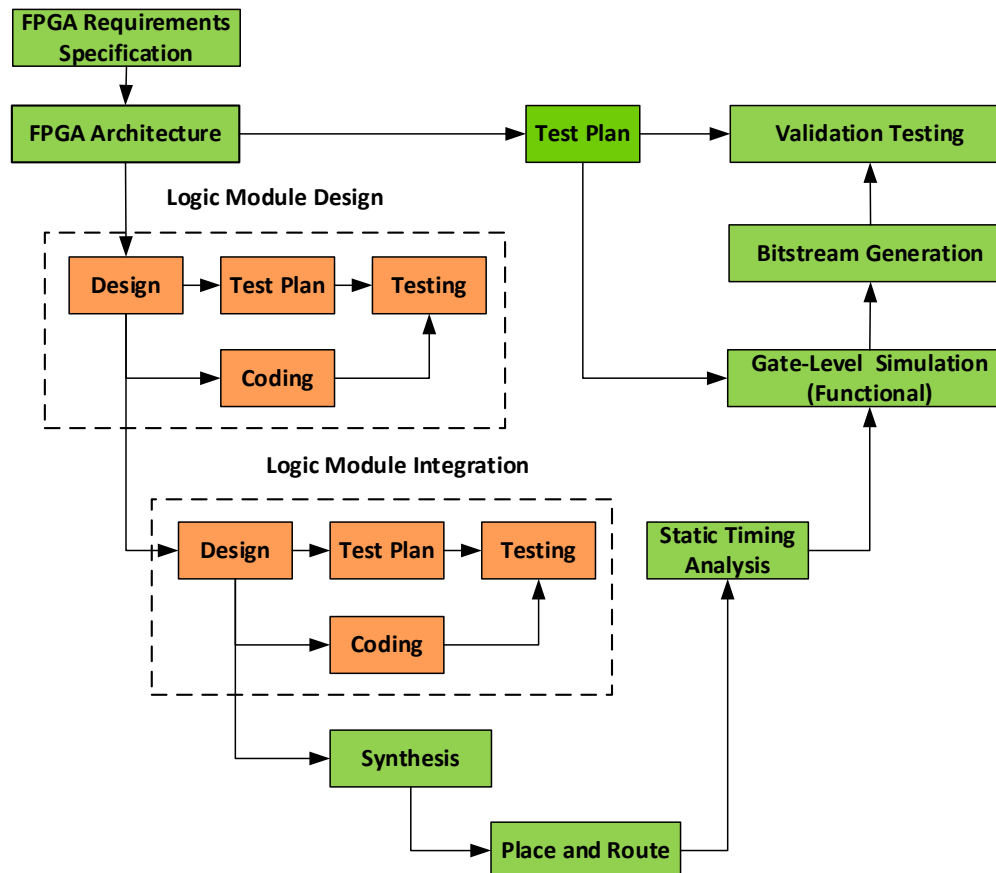 FPGA Requirements
Specification
FPGA Architecture
Test Plan
Validation Testing
Logic Module Design
Bitstream Generation
Design
Test Plan
Testing
Coding
Gate-Level Simulation
(Functional)
Logic Module Integration
Design
Test Plan
Testing
Static Timing
Analysis
Coding
Synthesis
Place and Route